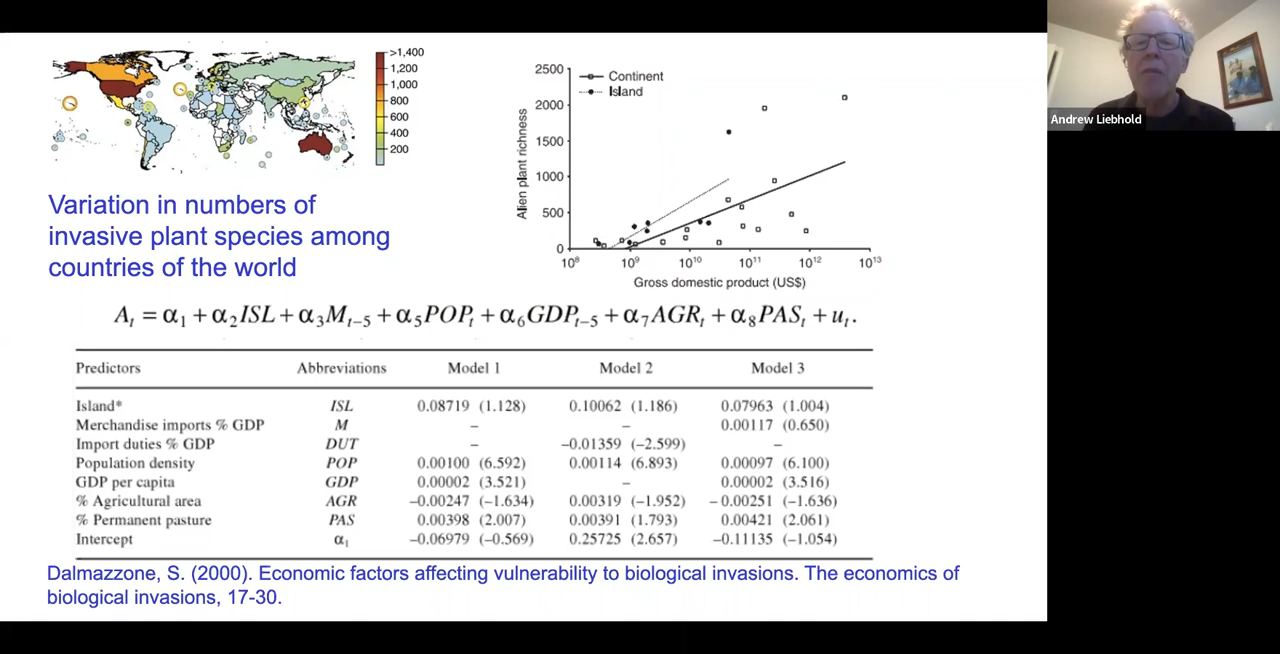 >1,400
1,200
1,000
800
600
400
200
Variation in numbers of
invasive plant species among
countries of the world
Alien plant richness
2500
2000
1500
1000
500
0
Continent
Island
10⁸ 10⁹ 10¹⁰ 10¹¹ 10¹² 10¹³
Gross domestic product (US$)
Andrew Liebhold
Aₜ = α₁ + α₂ISL + α₃Mₜ₋₅ + α₅POPₜ + α₆GDPₜ₋₅ + α₇AGRₜ + α₈PASₜ + uₜ.
Predictors Abbreviations Model 1 Model 2 Model 3
Island* ISL 0.08719 (1.128) 0.10062 (1.186) 0.07963 (1.004)
Merchandise imports % GDP M – – 0.00117 (0.650)
Import duties % GDP DUT – −0.01359 (−2.599) –
Population density POP 0.00100 (6.592) 0.00114 (6.893) 0.00097 (6.100)
GDP per capita GDP 0.00002 (3.521) – 0.00002 (3.516)
% Agricultural area AGR −0.00247 (−1.634) 0.00319 (−1.952) −0.00251 (−1.636)
% Permanent pasture PAS 0.00398 (2.007) 0.00391 (1.793) 0.00421 (2.061)
Intercept α₁ −0.06979 (−0.569) 0.25725 (2.657) −0.11135 (−1.054)
Dalmazzone, S. (2000). Economic factors affecting vulnerability to biological invasions. The economics of
biological invasions, 17-30.